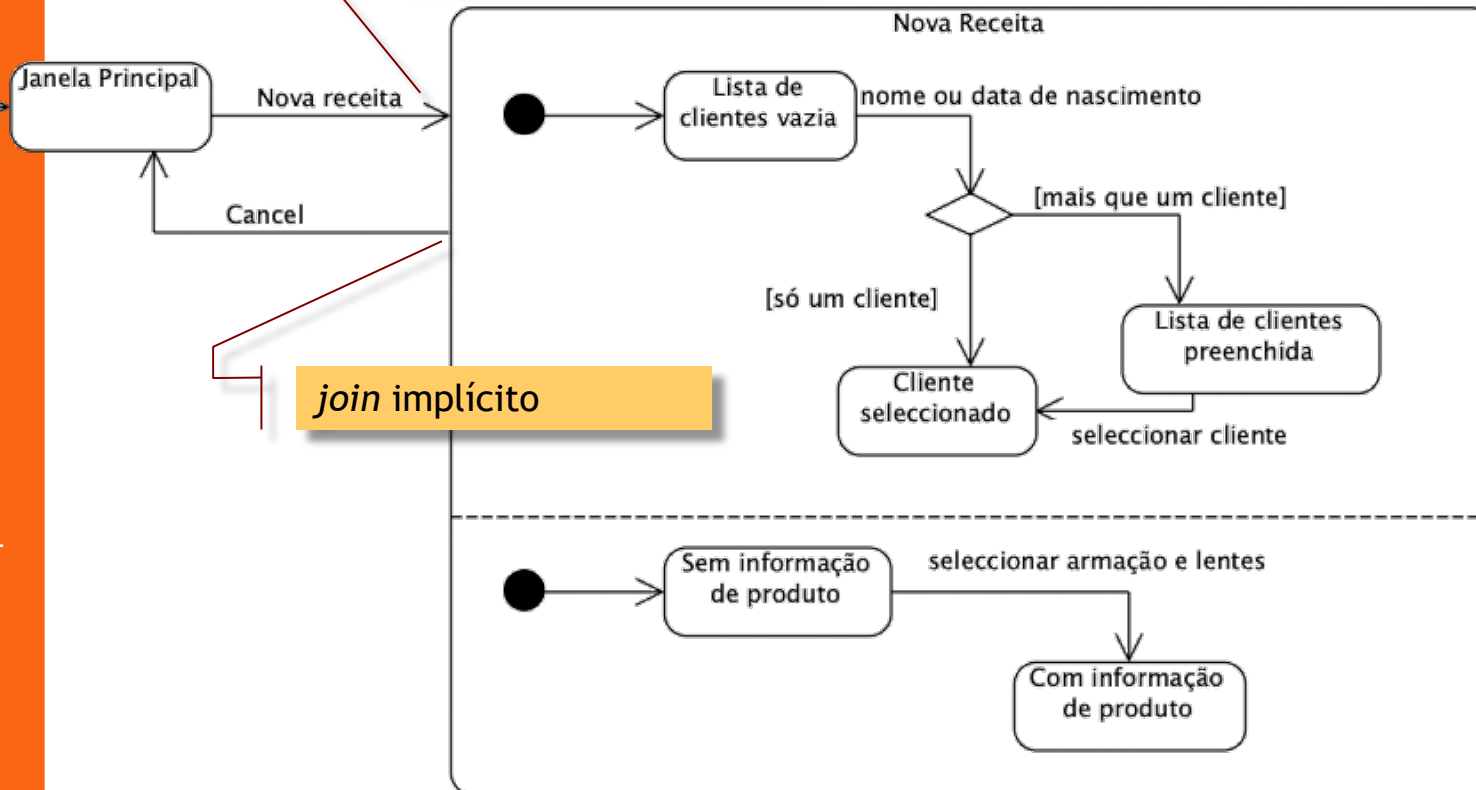 Nova Receita
Janela Principal
Nova receita
Lista de
clientes vazia
nome ou data de nascimento
Cancel
[mais que um cliente]
[só um cliente]
Lista de clientes
preenchida
join implícito
Cliente
seleccionado
seleccionar cliente
Sem informação
de produto
seleccionar armação e lentes
Com informação
de produto